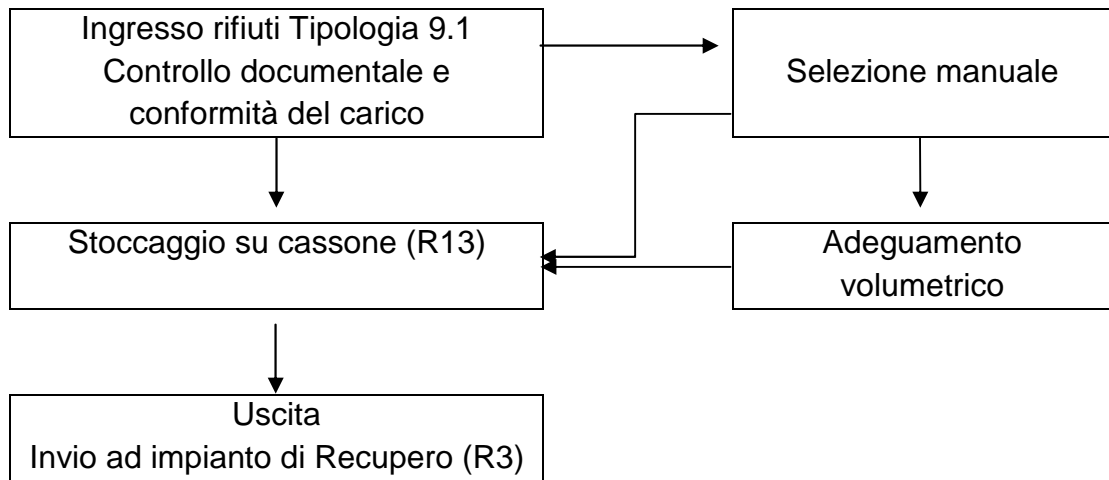 Ingresso rifiuti Tipologia 9.1
Controllo documentale e
conformità del carico
Selezione manuale
Stoccaggio su cassone (R13)
Adeguamento
volumetrico
Uscita
Invio ad impianto di Recupero (R3)